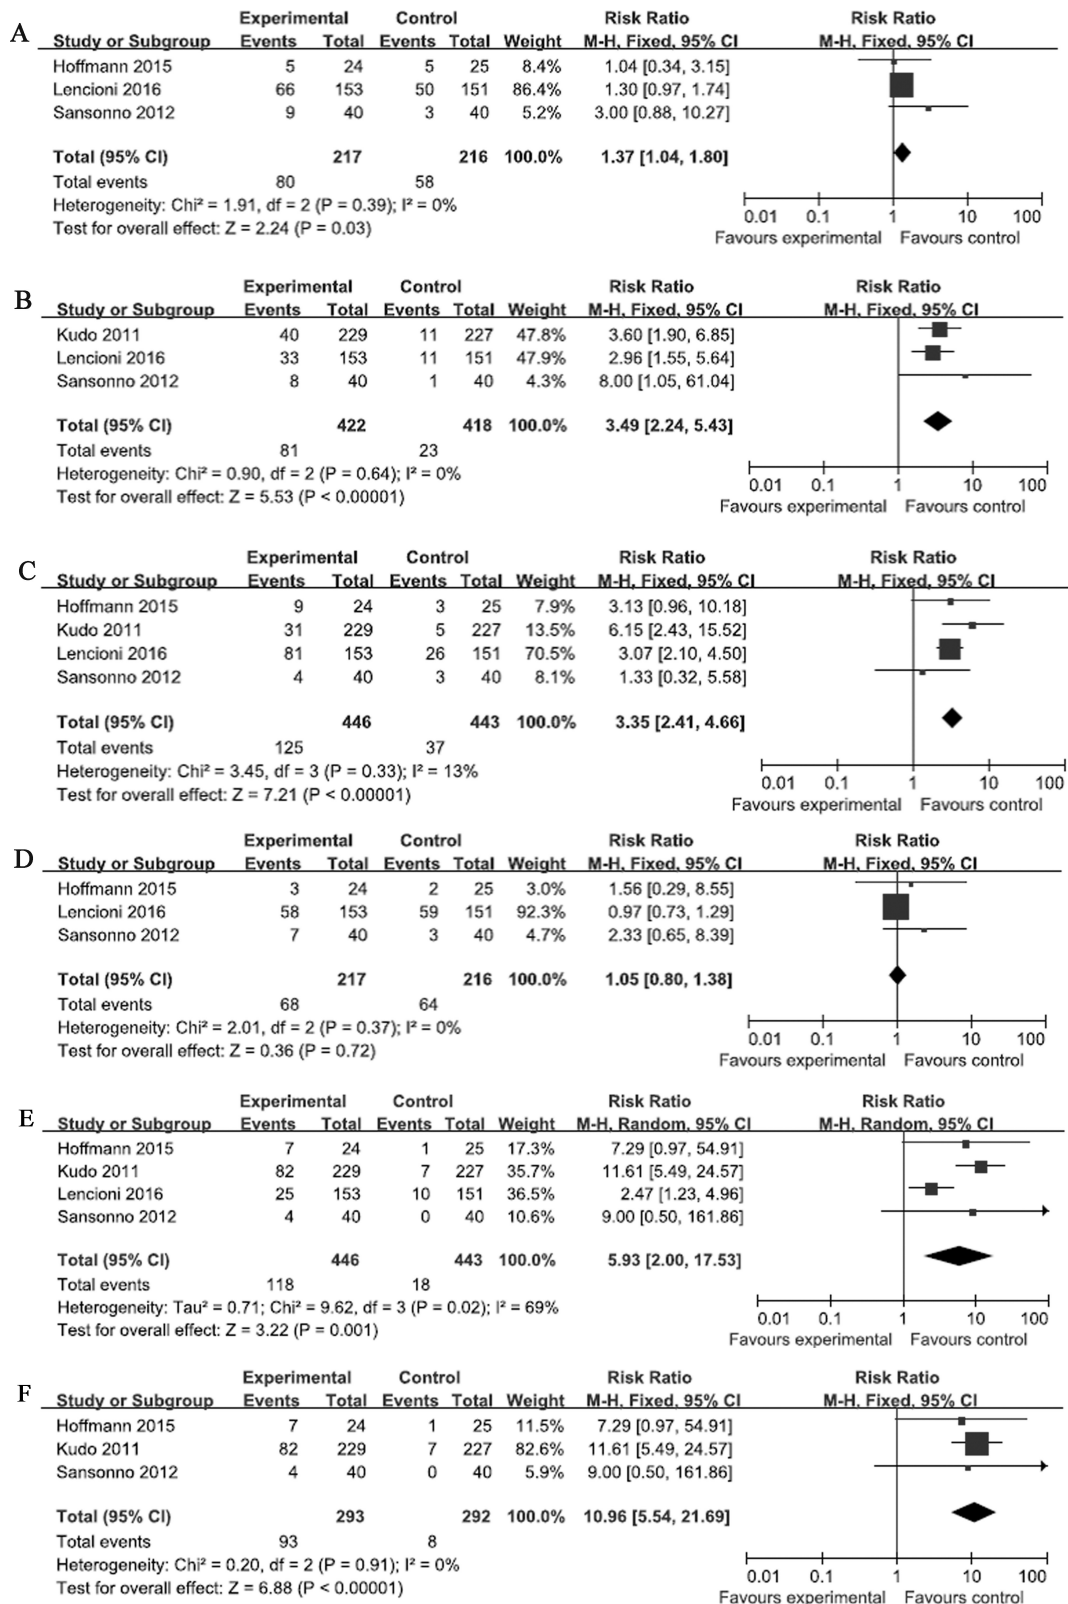 A
Experimental Control Risk Ratio Risk Ratio
Study or Subgroup Events Total Events Total Weight M-H, Fixed, 95% CI M-H, Fixed, 95% CI
Hoffmann 2015 5 24 5 25 8.4% 1.04 [0.34, 3.15]
Lencioni 2016 66 153 50 151 86.4% 1.30 [0.97, 1.74]
Sansonno 2012 9 40 3 40 5.2% 3.00 [0.88, 10.27]
Total (95% CI) 217 216 100.0% 1.37 [1.04, 1.80]
Total events 80 58
Heterogeneity: Chi² = 1.91, df = 2 (P = 0.39); I² = 0%
Test for overall effect: Z = 2.24 (P = 0.03)
0.01 0.1 1 10 100
Favours experimental Favours control
B
Experimental Control Risk Ratio Risk Ratio
Study or Subgroup Events Total Events Total Weight M-H, Fixed, 95% CI M-H, Fixed, 95% CI
Kudo 2011 40 229 11 227 47.8% 3.60 [1.90, 6.85]
Lencioni 2016 33 153 11 151 47.9% 2.96 [1.55, 5.64]
Sansonno 2012 8 40 1 40 4.3% 8.00 [1.05, 61.04]
Total (95% CI) 422 418 100.0% 3.49 [2.24, 5.43]
Total events 81 23
Heterogeneity: Chi² = 0.90, df = 2 (P = 0.64); I² = 0%
Test for overall effect: Z = 5.53 (P < 0.00001)
0.01 0.1 1 10 100
Favours experimental Favours control
C
Experimental Control Risk Ratio Risk Ratio
Study or Subgroup Events Total Events Total Weight M-H, Fixed, 95% CI M-H, Fixed, 95% CI
Hoffmann 2015 9 24 3 25 7.9% 3.13 [0.96, 10.18]
Kudo 2011 31 229 5 227 13.5% 6.15 [2.43, 15.52]
Lencioni 2016 81 153 26 151 70.5% 3.07 [2.10, 4.50]
Sansonno 2012 4 40 3 40 8.1% 1.33 [0.32, 5.58]
Total (95% CI) 446 443 100.0% 3.35 [2.41, 4.66]
Total events 125 37
Heterogeneity: Chi² = 3.45, df = 3 (P = 0.33); I² = 13%
Test for overall effect: Z = 7.21 (P < 0.00001)
0.01 0.1 1 10 100
Favours experimental Favours control
D
Experimental Control Risk Ratio Risk Ratio
Study or Subgroup Events Total Events Total Weight M-H, Fixed, 95% CI M-H, Fixed, 95% CI
Hoffmann 2015 3 24 2 25 3.0% 1.56 [0.29, 8.55]
Lencioni 2016 58 153 59 151 92.3% 0.97 [0.73, 1.29]
Sansonno 2012 7 40 3 40 4.7% 2.33 [0.65, 8.39]
Total (95% CI) 217 216 100.0% 1.05 [0.80, 1.38]
Total events 68 64
Heterogeneity: Chi² = 2.01, df = 2 (P = 0.37); I² = 0%
Test for overall effect: Z = 0.36 (P = 0.72)
0.01 0.1 1 10 100
Favours experimental Favours control
E
Experimental Control Risk Ratio Risk Ratio
Study or Subgroup Events Total Events Total Weight M-H, Random, 95% CI M-H, Random, 95% CI
Hoffmann 2015 7 24 1 25 17.3% 7.29 [0.97, 54.91]
Kudo 2011 82 229 7 227 35.7% 11.61 [5.49, 24.57]
Lencioni 2016 25 153 10 151 36.5% 2.47 [1.23, 4.96]
Sansonno 2012 4 40 0 40 10.6% 9.00 [0.50, 161.86]
Total (95% CI) 446 443 100.0% 5.93 [2.00, 17.53]
Total events 118 18
Heterogeneity: Tau² = 0.71; Chi² = 9.62, df = 3 (P = 0.02); I² = 69%
Test for overall effect: Z = 3.22 (P = 0.001)
0.01 0.1 1 10 100
Favours experimental Favours control
F
Experimental Control Risk Ratio Risk Ratio
Study or Subgroup Events Total Events Total Weight M-H, Fixed, 95% CI M-H, Fixed, 95% CI
Hoffmann 2015 7 24 1 25 11.5% 7.29 [0.97, 54.91]
Kudo 2011 82 229 7 227 82.6% 11.61 [5.49, 24.57]
Sansonno 2012 4 40 0 40 5.9% 9.00 [0.50, 161.86]
Total (95% CI) 293 292 100.0% 10.96 [5.54, 21.69]
Total events 93 8
Heterogeneity: Chi² = 0.20, df = 2 (P = 0.91); I² = 0%
Test for overall effect: Z = 6.88 (P < 0.00001)
0.01 0.1 1 10 100
Favours experimental Favours control